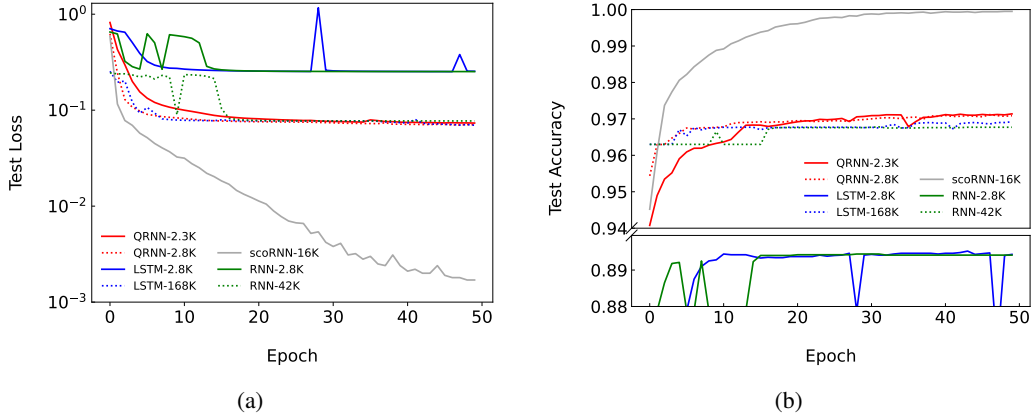 10⁰
10⁻¹
10⁻²
10⁻³
Test Loss
QRNN-2.3K
QRNN-2.8K
LSTM-2.8K
LSTM-168K
scoRNN-16K
RNN-2.8K
RNN-42K
0 10 20 30 40 50
Epoch
(a)
1.00
0.99
0.98
0.97
0.96
0.95
0.94
0.89
0.88
Test Accuracy
QRNN-2.3K
QRNN-2.8K
LSTM-2.8K
LSTM-168K
scoRNN-16K
RNN-2.8K
RNN-42K
0 10 20 30 40 50
Epoch
(b)